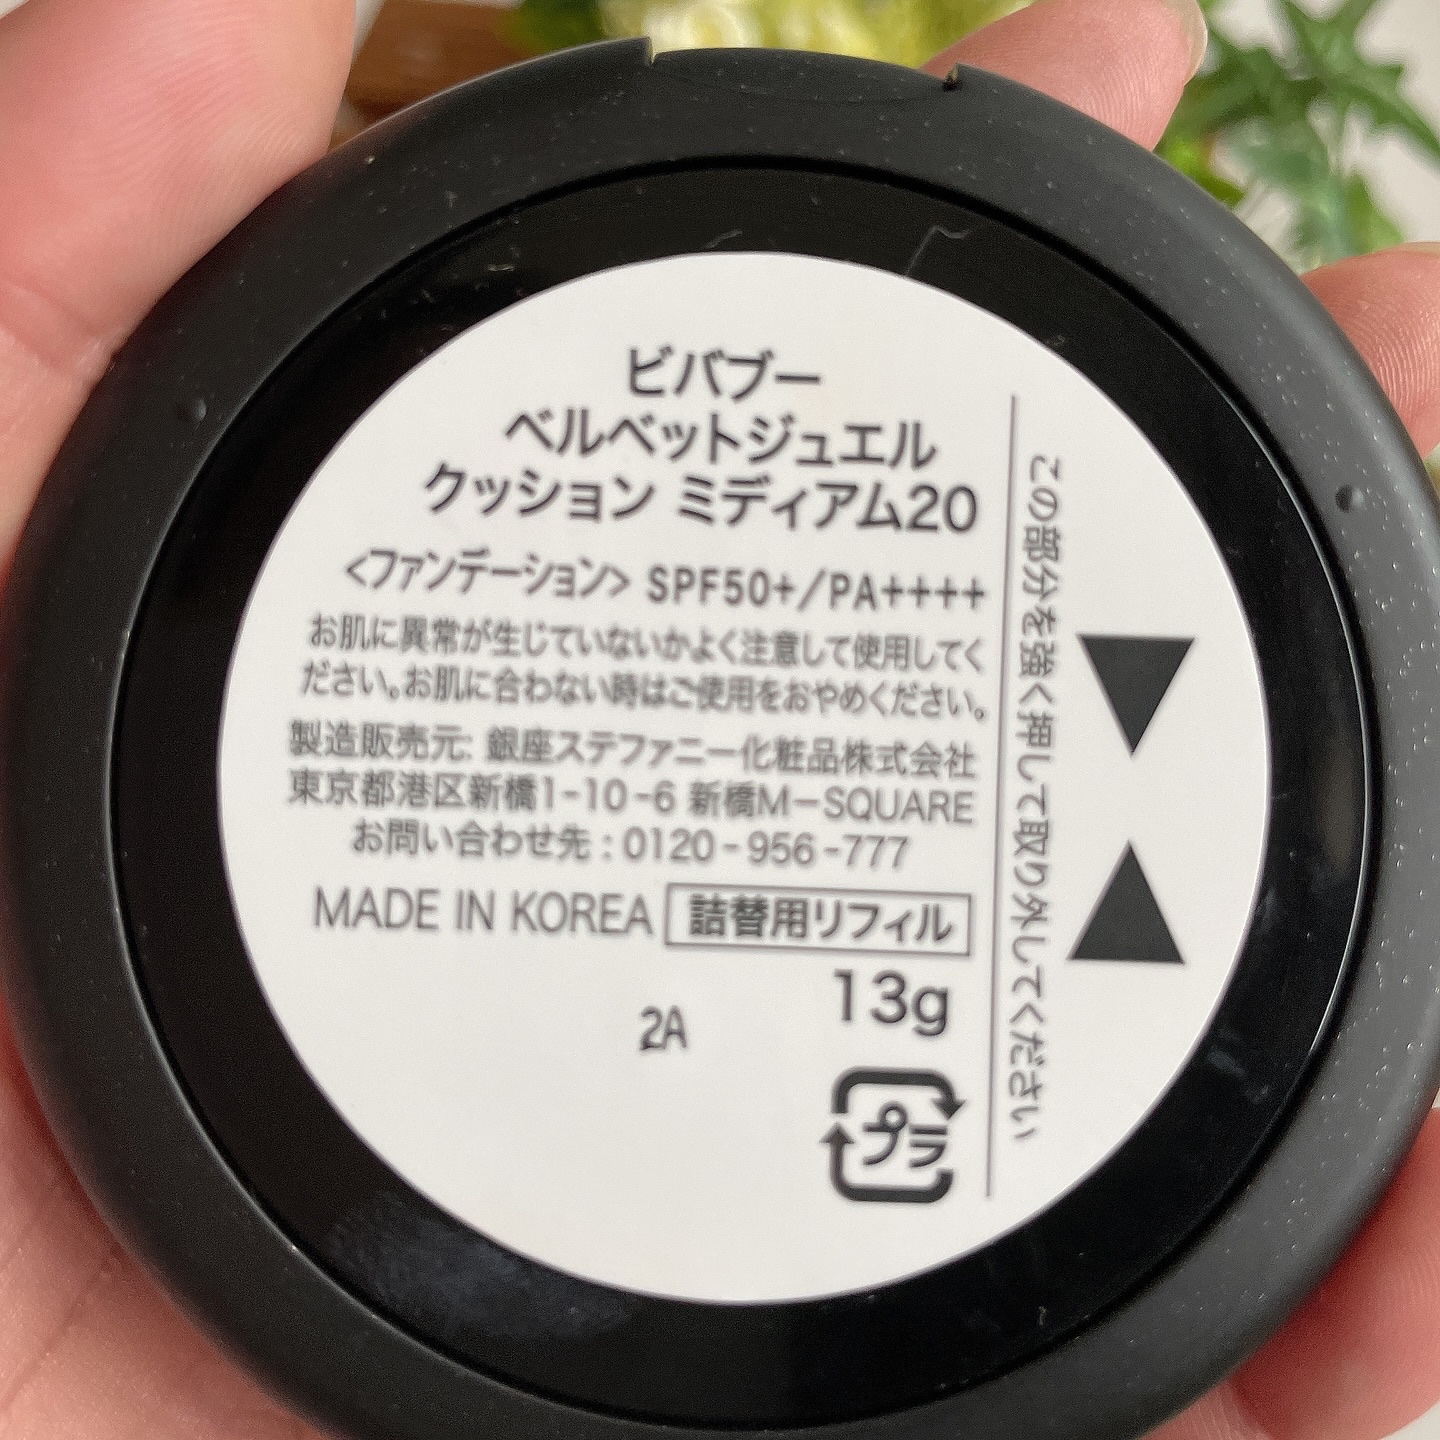 ビバブー
ベルベットジュエル
クッション ミディアム20
<ファンデーション> SPF50+/PA++++
お肌に異常が生じていないかよく注意して使用してく
ださい。お肌に合わない時はご使用をおやめください。
製造販売元: 銀座ステファニー化粧品株式会社
東京都港区新橋1-10-6 新橋M-SQUARE
お問い合わせ先:0120-956-777
MADE IN KOREA 詰替用リフィル
13g
2A
プラ
この部分を強く押して取り外してください